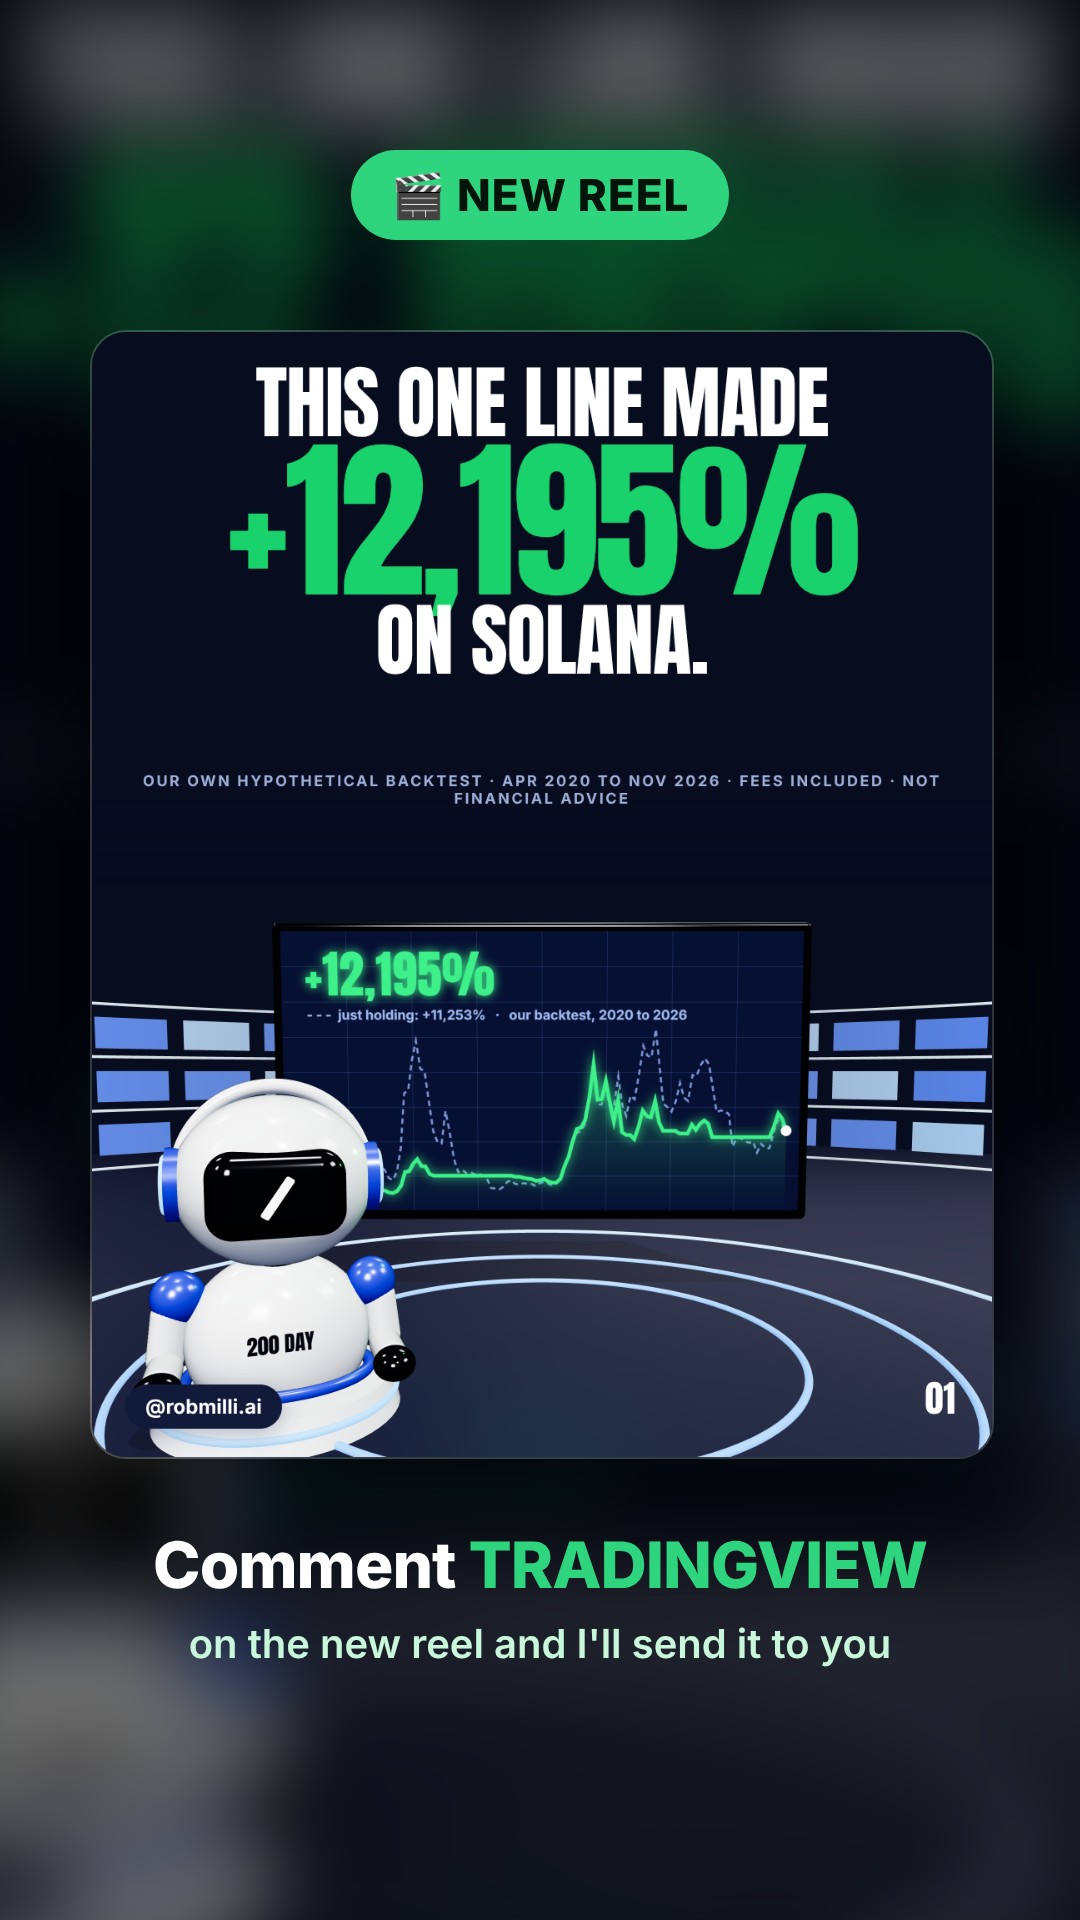 🎬 NEW REEL
THIS ONE LINE MADE
+12,195%
ON SOLANA.
OUR OWN HYPOTHETICAL BACKTEST · APR 2020 TO NOV 2026 · FEES INCLUDED · NOT
FINANCIAL ADVICE
+12,195%
--- just holding: +11,253% · our backtest, 2020 to 2026
200 DAY
@robmilli.ai
01
Comment TRADINGVIEW
on the new reel and I'll send it to you